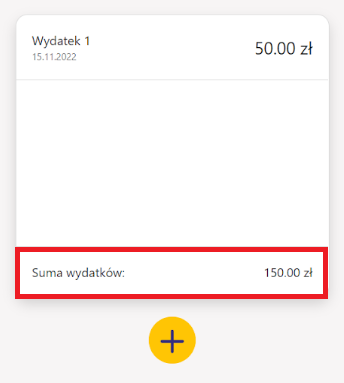 Wydatek 1
50.00 zł
15.11.2022
Suma wydatków: 150.00 zł